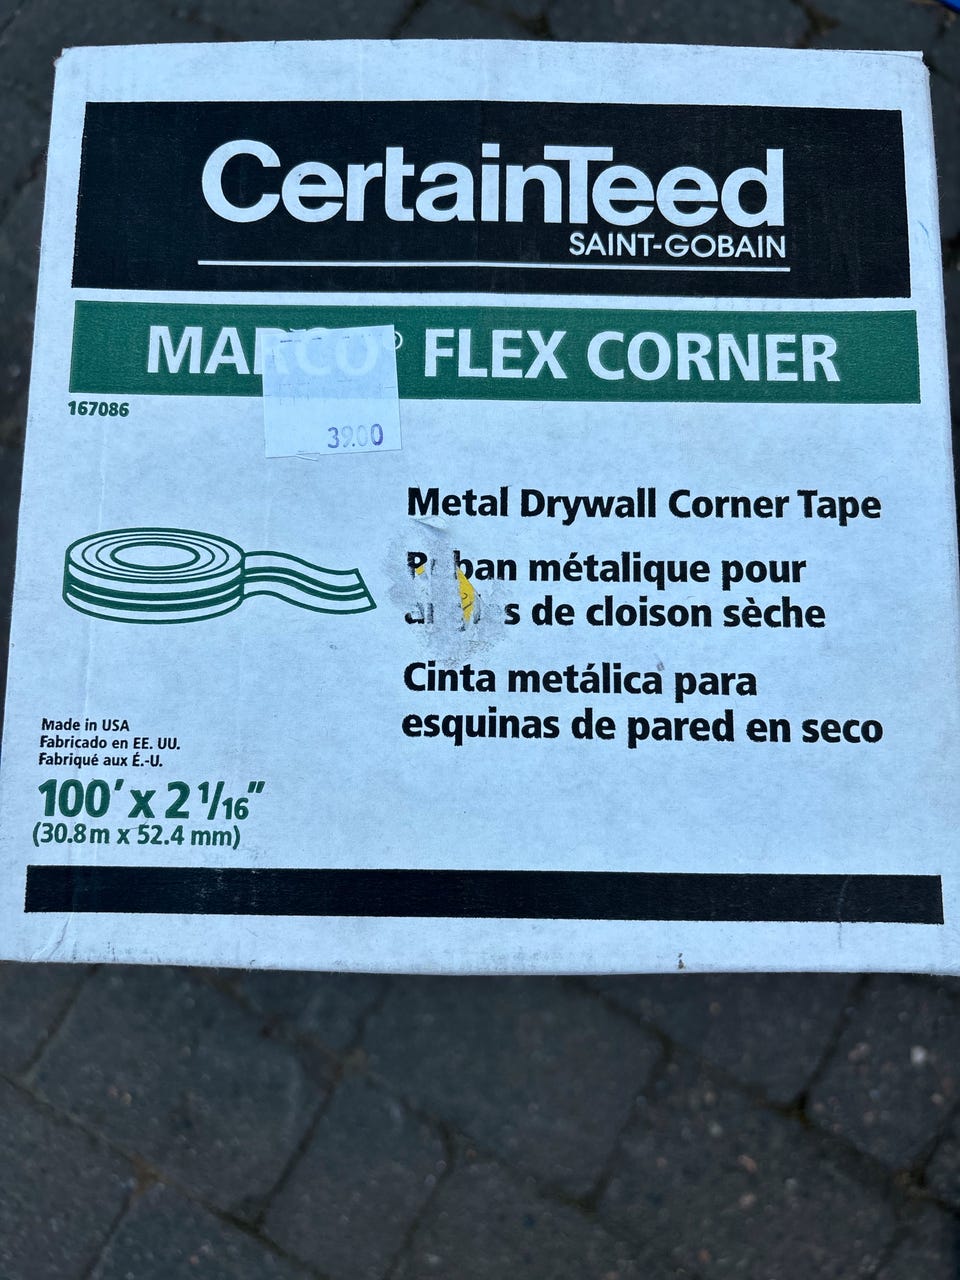 CertainTeed
SAINT-GOBAIN
MARCO® FLEX CORNER
39.00
167086
Metal Drywall Corner Tape
métalique pour
de cloison sèche
Cinta metálica para
esquinas de pared en seco
Made in USA
Fabricado en EE. UU.
Fabriqué aux É.-U.
100' x 2 1/16"
(30.8 m x 52.4 mm)